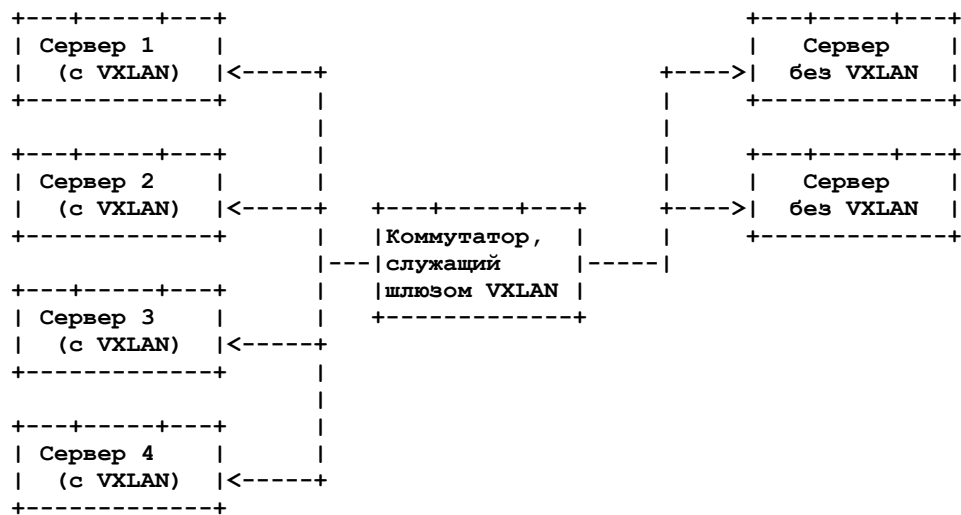 Сервер 1
(с VXLAN)
Сервер
без VXLAN
Сервер 2
(с VXLAN)
Сервер
без VXLAN
Коммутатор,
служащий
шлюзом VXLAN
Сервер 3
(с VXLAN)
Сервер 4
(с VXLAN)